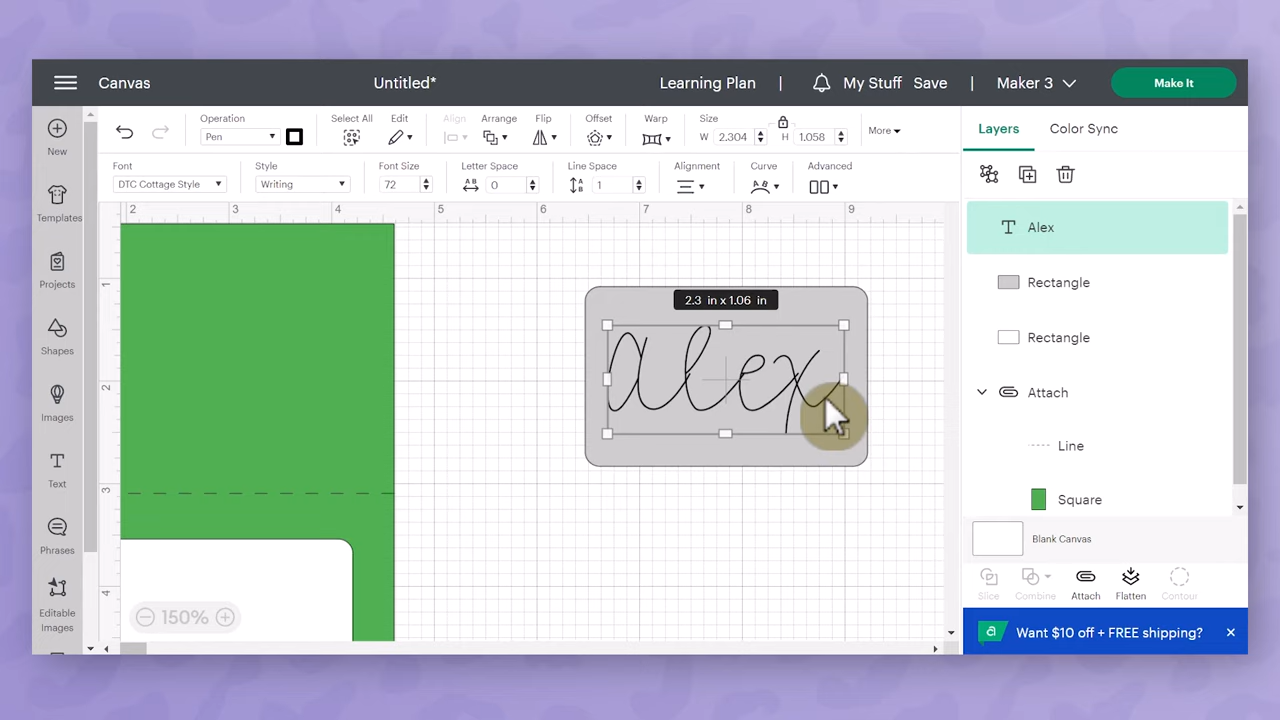 Canvas Untitled* Learning Plan | My Stuff Save | Maker 3 Make It
Operation Select All Edit Align Arrange Flip Offset Warp Size More
Pen W 2.304 H 1.058
Font Style Font Size Letter Space Line Space Alignment Curve Advanced
DTC Cottage Style Writing 72 0 1
New
Templates
Projects
Shapes
Images
Text
Phrases
Editable
Images
2 3 4 5 6 7 8 9
1
2
3
4
2.3 in x 1.06 in
alex
150%
Layers Color Sync
Alex
Rectangle
Rectangle
Attach
Line
Square
Blank Canvas
Slice Combine Attach Flatten Contour
a Want $10 off + FREE shipping? ×